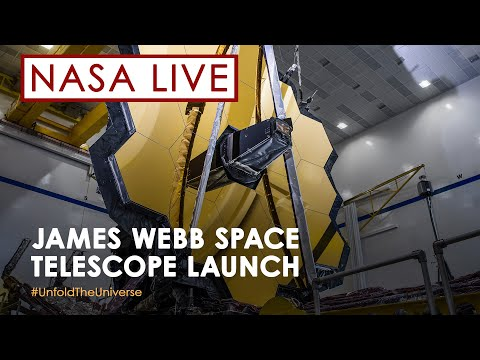 NASA LIVE
JAMES WEBB SPACE
TELESCOPE LAUNCH
#UnfoldTheUniverse